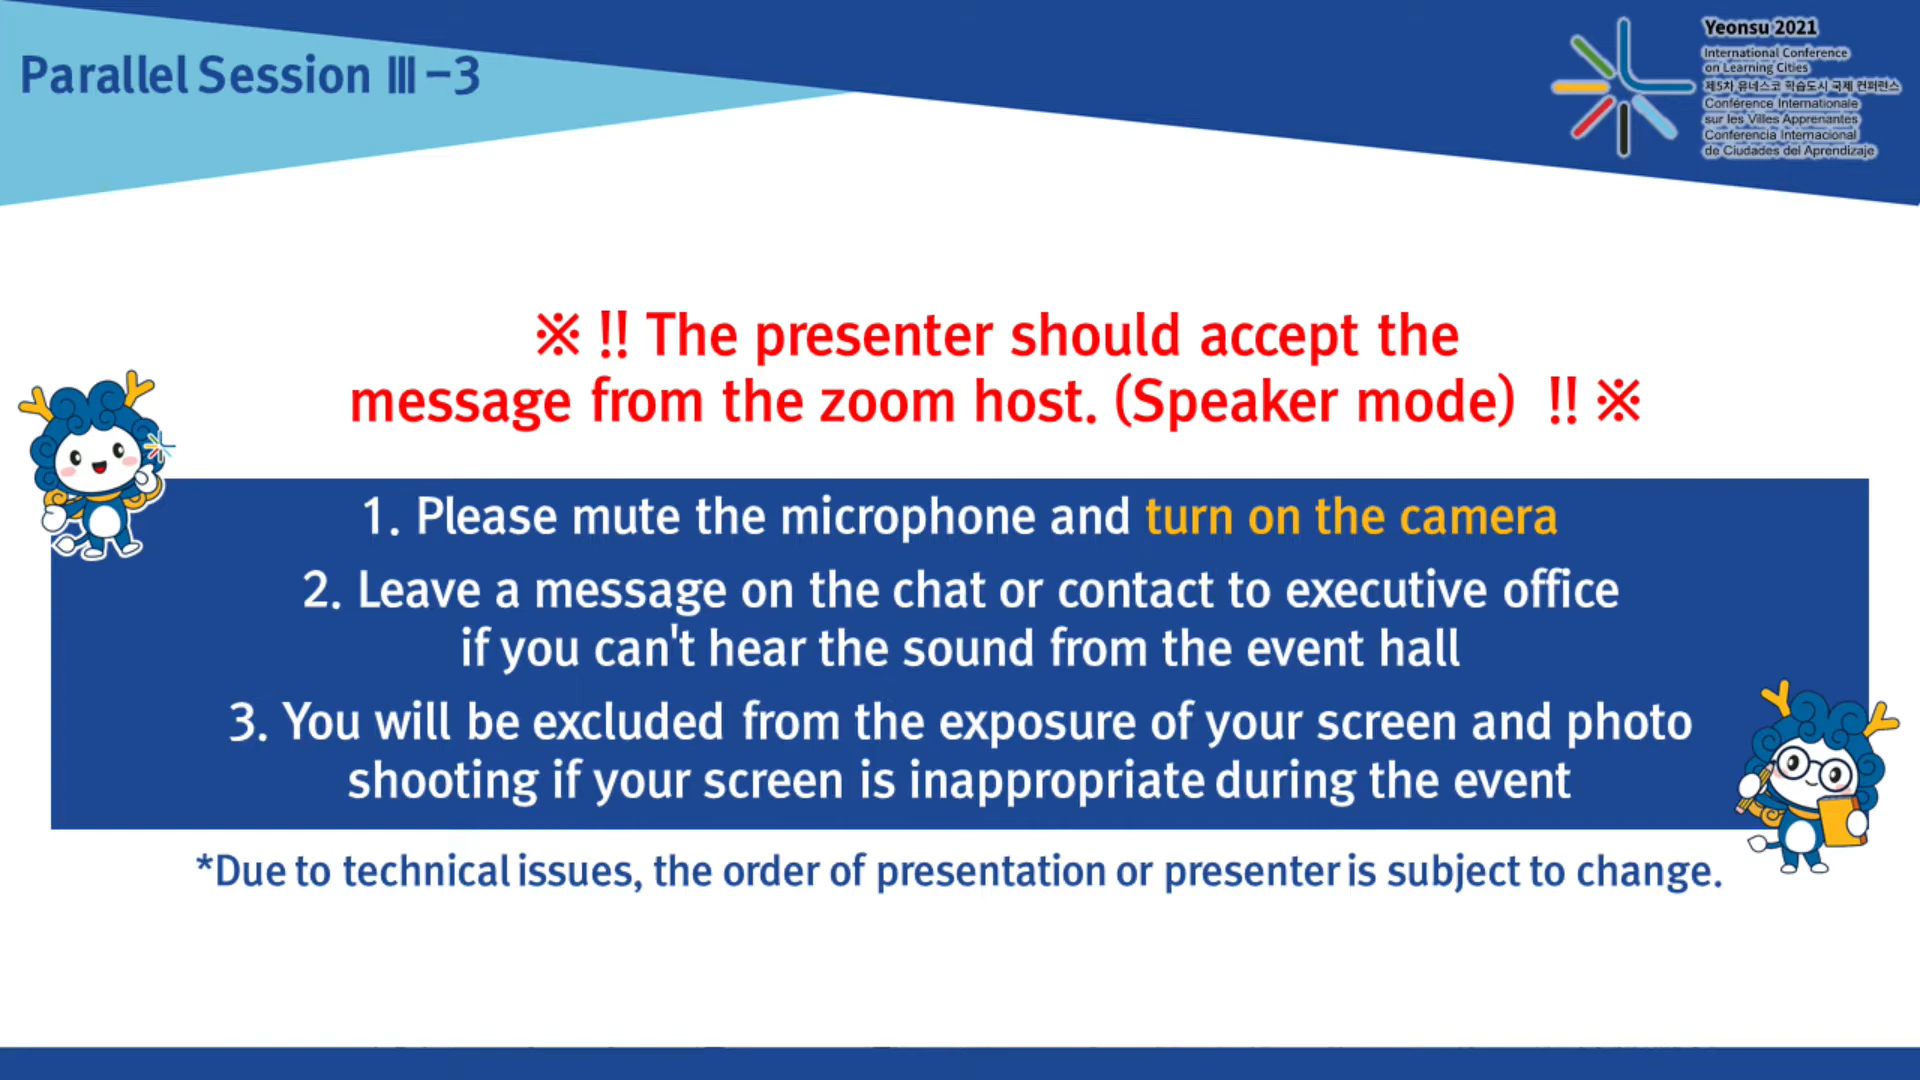 Parallel Session Ⅲ-3
Yeonsu 2021
International Conference
on Learning Cities
제5차 유네스코 학습도시 국제 컨퍼런스
Conférence Internationale
sur les Villes Apprenantes
Conferencia Internacional
de Ciudades del Aprendizaje
※ !! The presenter should accept the
message from the zoom host. (Speaker mode) !! ※
1. Please mute the microphone and turn on the camera
2. Leave a message on the chat or contact to executive office
if you can't hear the sound from the event hall
3. You will be excluded from the exposure of your screen and photo
shooting if your screen is inappropriate during the event
*Due to technical issues, the order of presentation or presenter is subject to change.